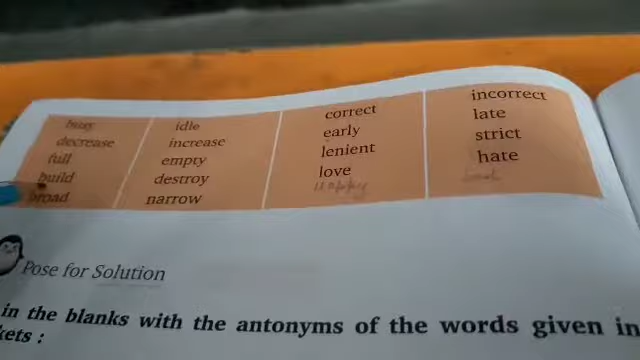 busy idle correct incorrect
decrease increase early late
full empty lenient strict
build destroy love hate
broad narrow Happy
Pose for Solution
in the blanks with the antonyms of the words given in
kets :